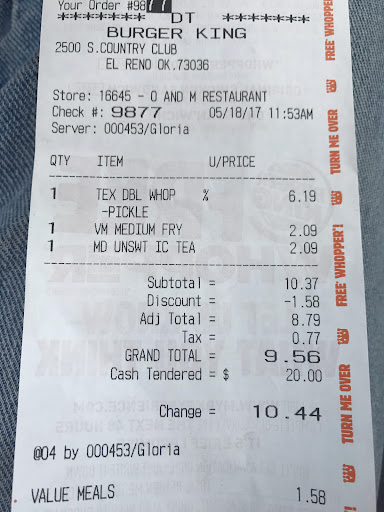 Your Order #9877
******** DT *******
BURGER KING
2500 S.COUNTRY CLUB
EL RENO OK.73036
Store: 16645 - Q AND M RESTAURANT
Check #: 9877 05/18/17 11:53AM
Server: 000453/Gloria
QTY ITEM U/PRICE
1 TEX DBL WHOP % 6.19
-PICKLE
1 VM MEDIUM FRY 2.09
1 MD UNSWT IC TEA 2.09
Subtotal = 10.37
Discount = -1.58
Adj Total = 8.79
Tax = 0.77
GRAND TOTAL = 9.56
Cash Tendered = $ 20.00
Change = 10.44
@04 by 000453/Gloria
VALUE MEALS 1.58
FREE WHOPPER!
TURN ME OVER
FREE WHOPPER!
TURN ME OVER
FREE WHOPPER!
TURN ME OVER